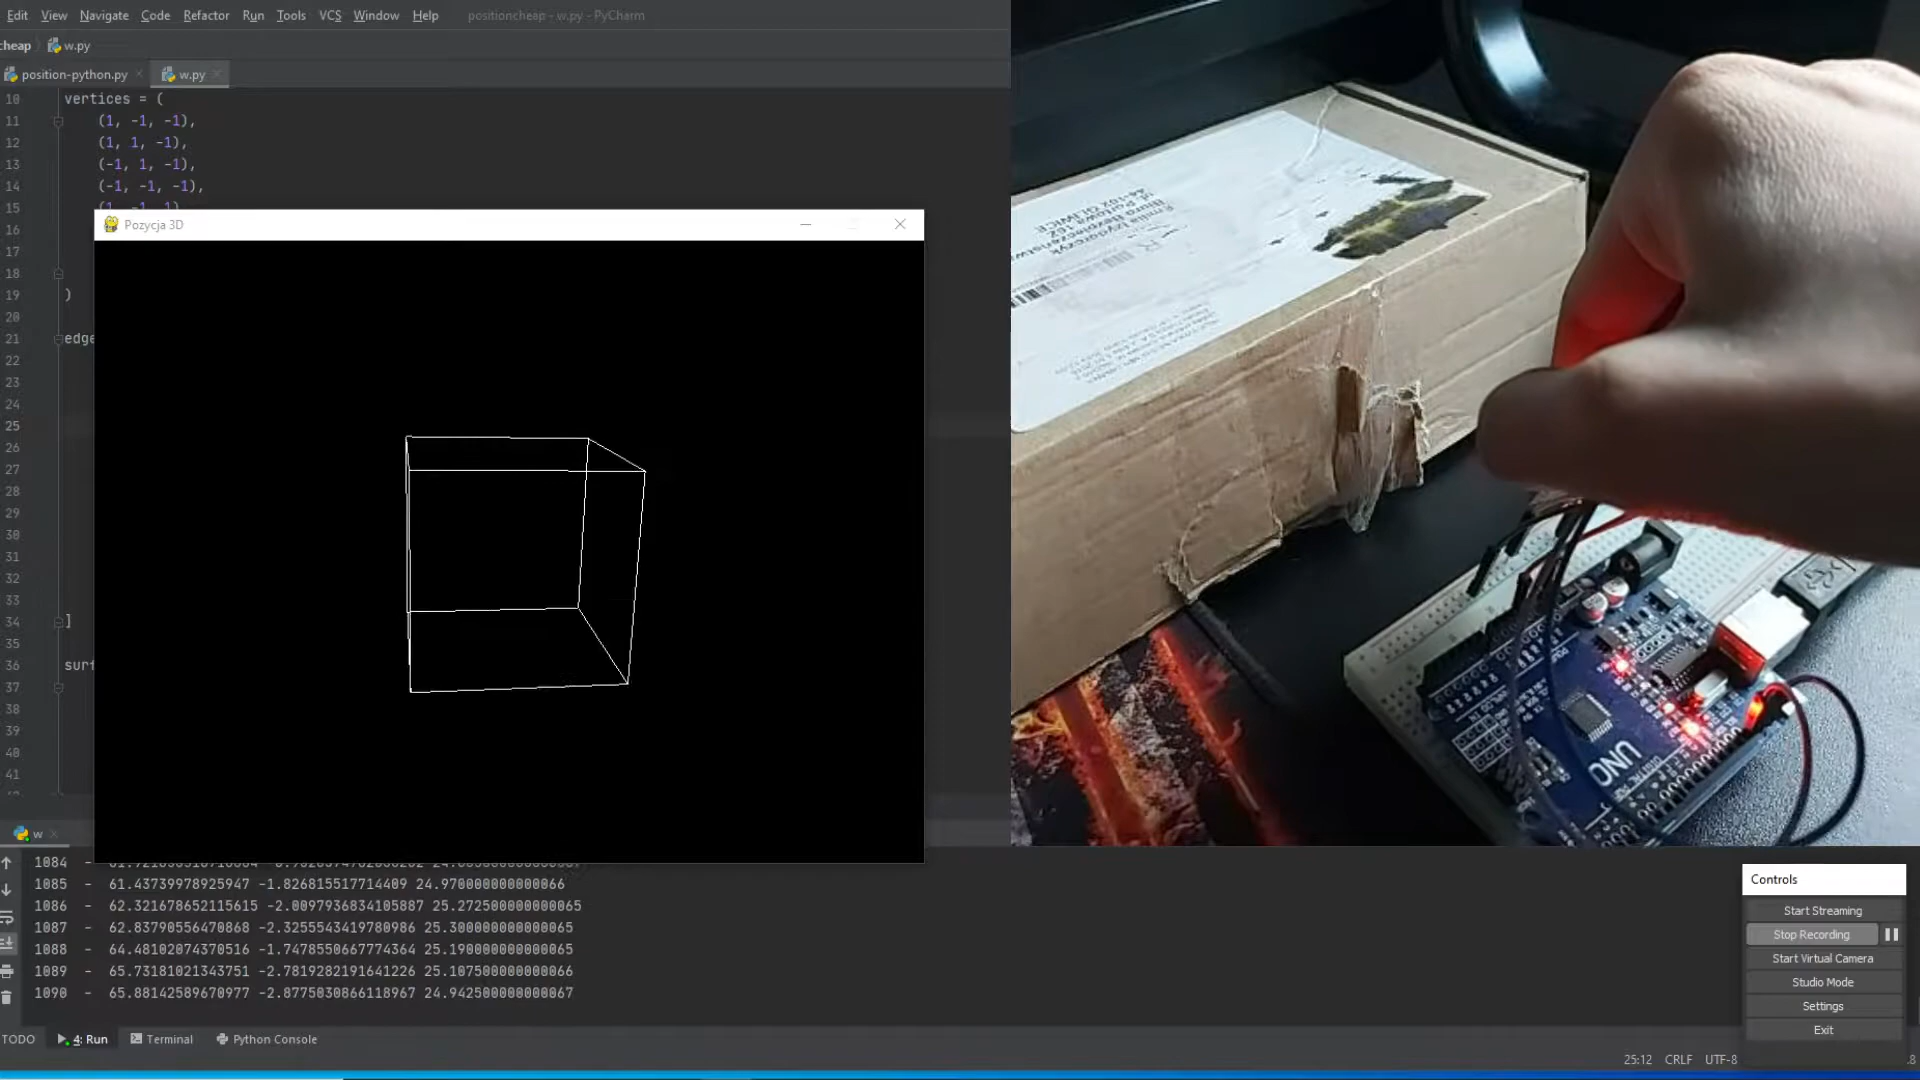 Edit View Navigate Code Refactor Run Tools VCS Window Help positioncheap - w.py - PyCharm
cheap w.py
position-python.py w.py
10 vertices = (
11 (1, -1, -1),
12 (1, 1, -1),
13 (-1, 1, -1),
14 (-1, -1, -1),
15 (1, -1, 1),
16
17
18
19 )
20
21 edge
22
23
24
25
26
27
28
29
30
31
32
33
34 ]
35
36 surf
37
38
39
40
41
Pozycja 3D
w
1084 -
1085 - 61.43739978925947 -1.826815517714409 24.970000000000066
1086 - 62.321678652115615 -2.0097936834105887 25.272500000000065
1087 - 62.83790556470868 -2.3255543419780986 25.300000000000065
1088 - 64.48102074370516 -1.7478550667774364 25.190000000000065
1089 - 65.73181021343751 -2.7819282191641226 25.107500000000066
1090 - 65.88142589670977 -2.8775030866118967 24.942500000000067
TODO 4: Run Terminal Python Console
25:12 CRLF UTF-8
UNO
Controls
Start Streaming
Stop Recording
Start Virtual Camera
Studio Mode
Settings
Exit